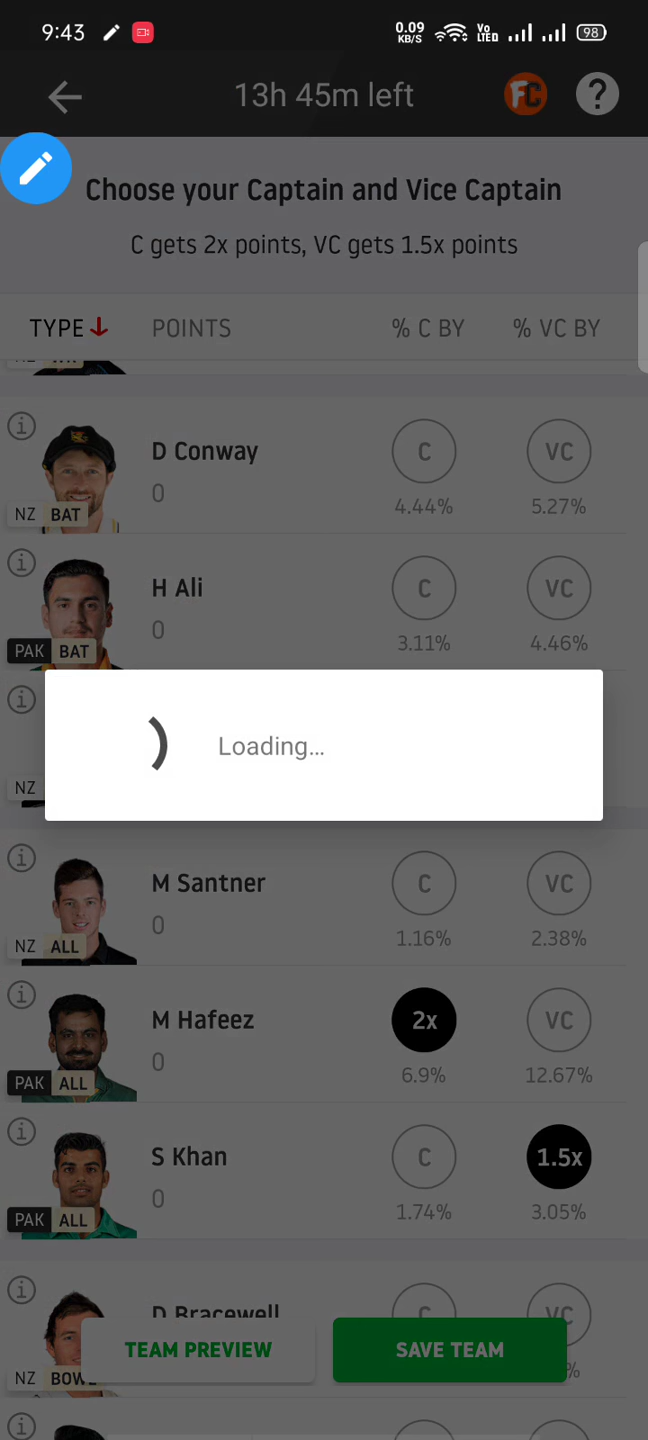 9:43 0.09 KB/S Vo LTED 98
13h 45m left FC ?
Choose your Captain and Vice Captain
C gets 2x points, VC gets 1.5x points
TYPE POINTS % C BY % VC BY
D Conway C VC
0
NZ BAT 4.44% 5.27%
H Ali C VC
0
PAK BAT 3.11% 4.46%
Loading...
NZ
M Santner C VC
0
NZ ALL 1.16% 2.38%
M Hafeez 2x VC
0
PAK ALL 6.9% 12.67%
S Khan C 1.5x
0
PAK ALL 1.74% 3.05%
D Bracewell C VC
TEAM PREVIEW SAVE TEAM
NZ BOWL %